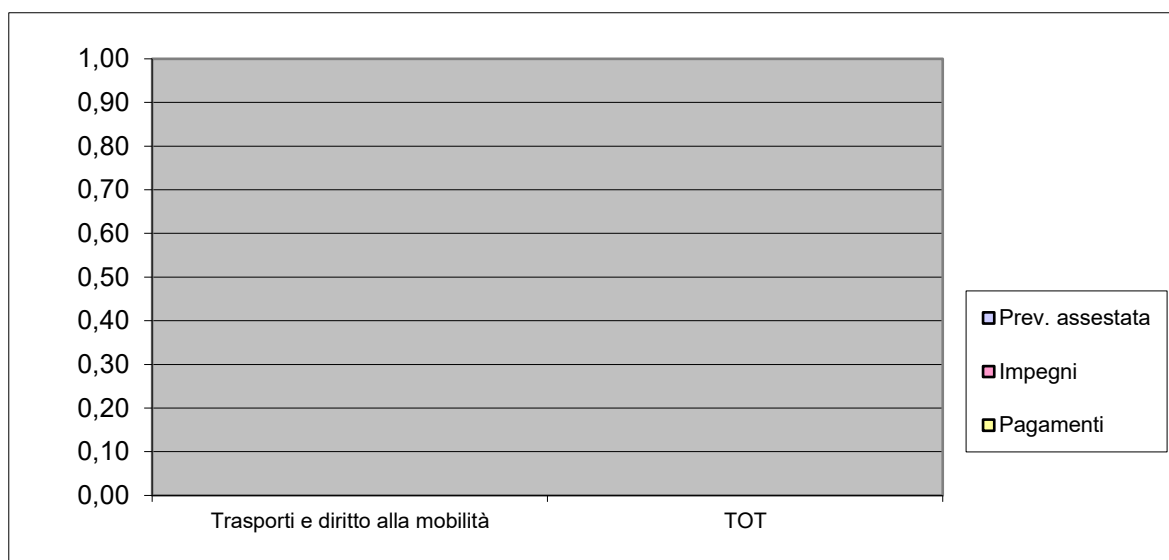 1,00
0,90
0,80
0,70
0,60
0,50
0,40
0,30
0,20
0,10
0,00
Trasporti e diritto alla mobilità
TOT
Prev. assestata
Impegni
Pagamenti